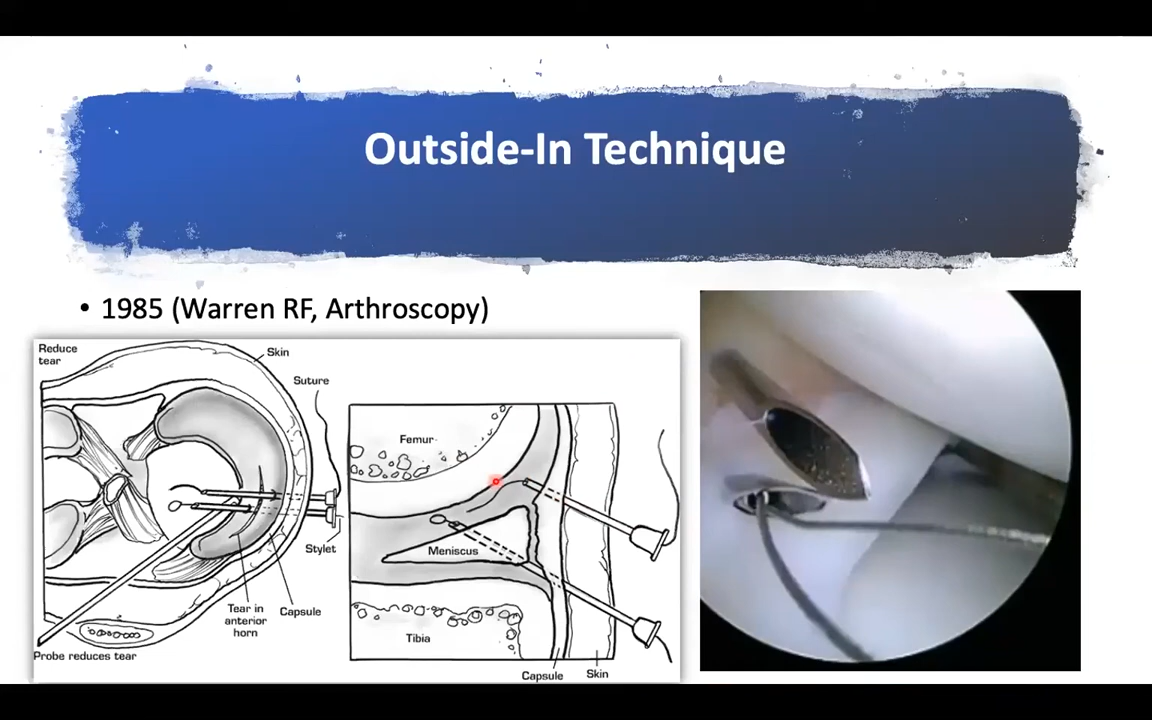 Outside-In Technique
• 1985 (Warren RF, Arthroscopy)
Reduce
tear
Skin
Suture
Stylet
Tear in
anterior
horn
Capsule
Probe reduces tear
Femur
Meniscus
Tibia
Capsule
Skin